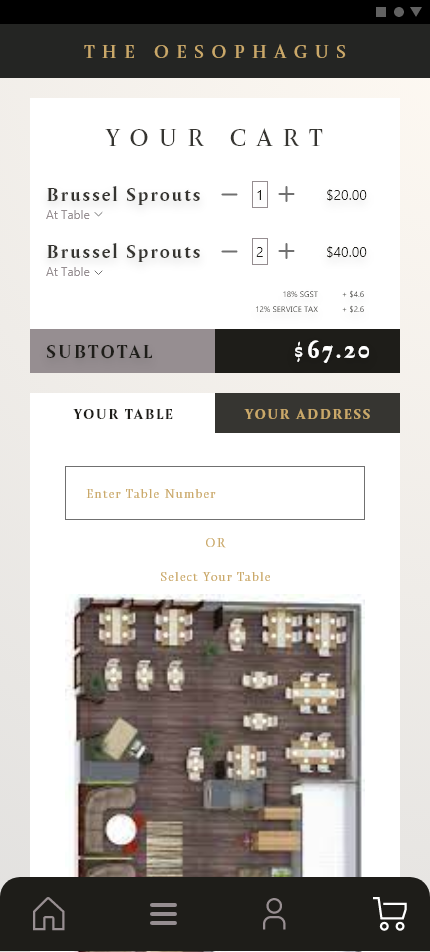 THE OESOPHAGUS
YOUR CART
Brussel Sprouts 1 $20.00
At Table
Brussel Sprouts 2 $40.00
At Table
18% SGST + $4.6
12% SERVICE TAX + $2.6
SUBTOTAL $67.20
YOUR TABLE YOUR ADDRESS
Enter Table Number
OR
Select Your Table